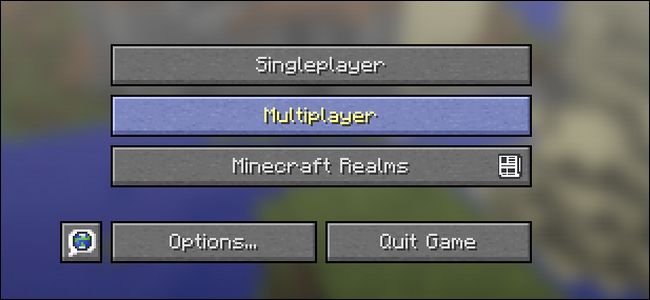 Singleplayer
Multiplayer
Minecraft Realms
Options...
Quit Game